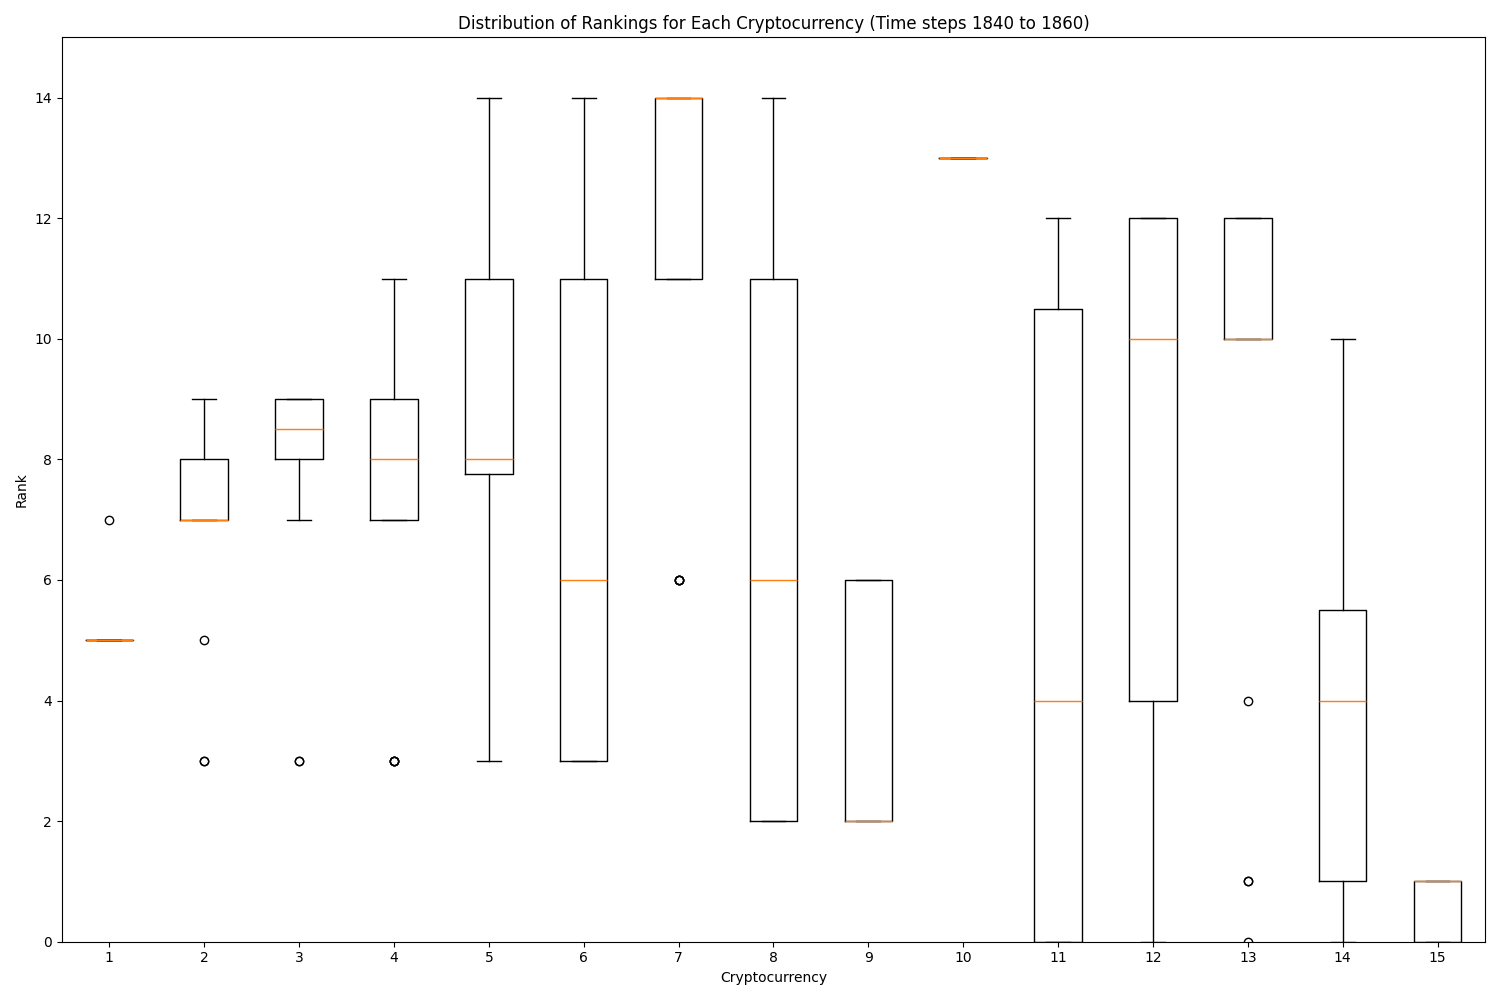 Distribution of Rankings for Each Cryptocurrency (Time steps 1840 to 1860)
Rank
14
12
10
8
6
4
2
0
1 2 3 4 5 6 7 8 9 10 11 12 13 14 15
Cryptocurrency